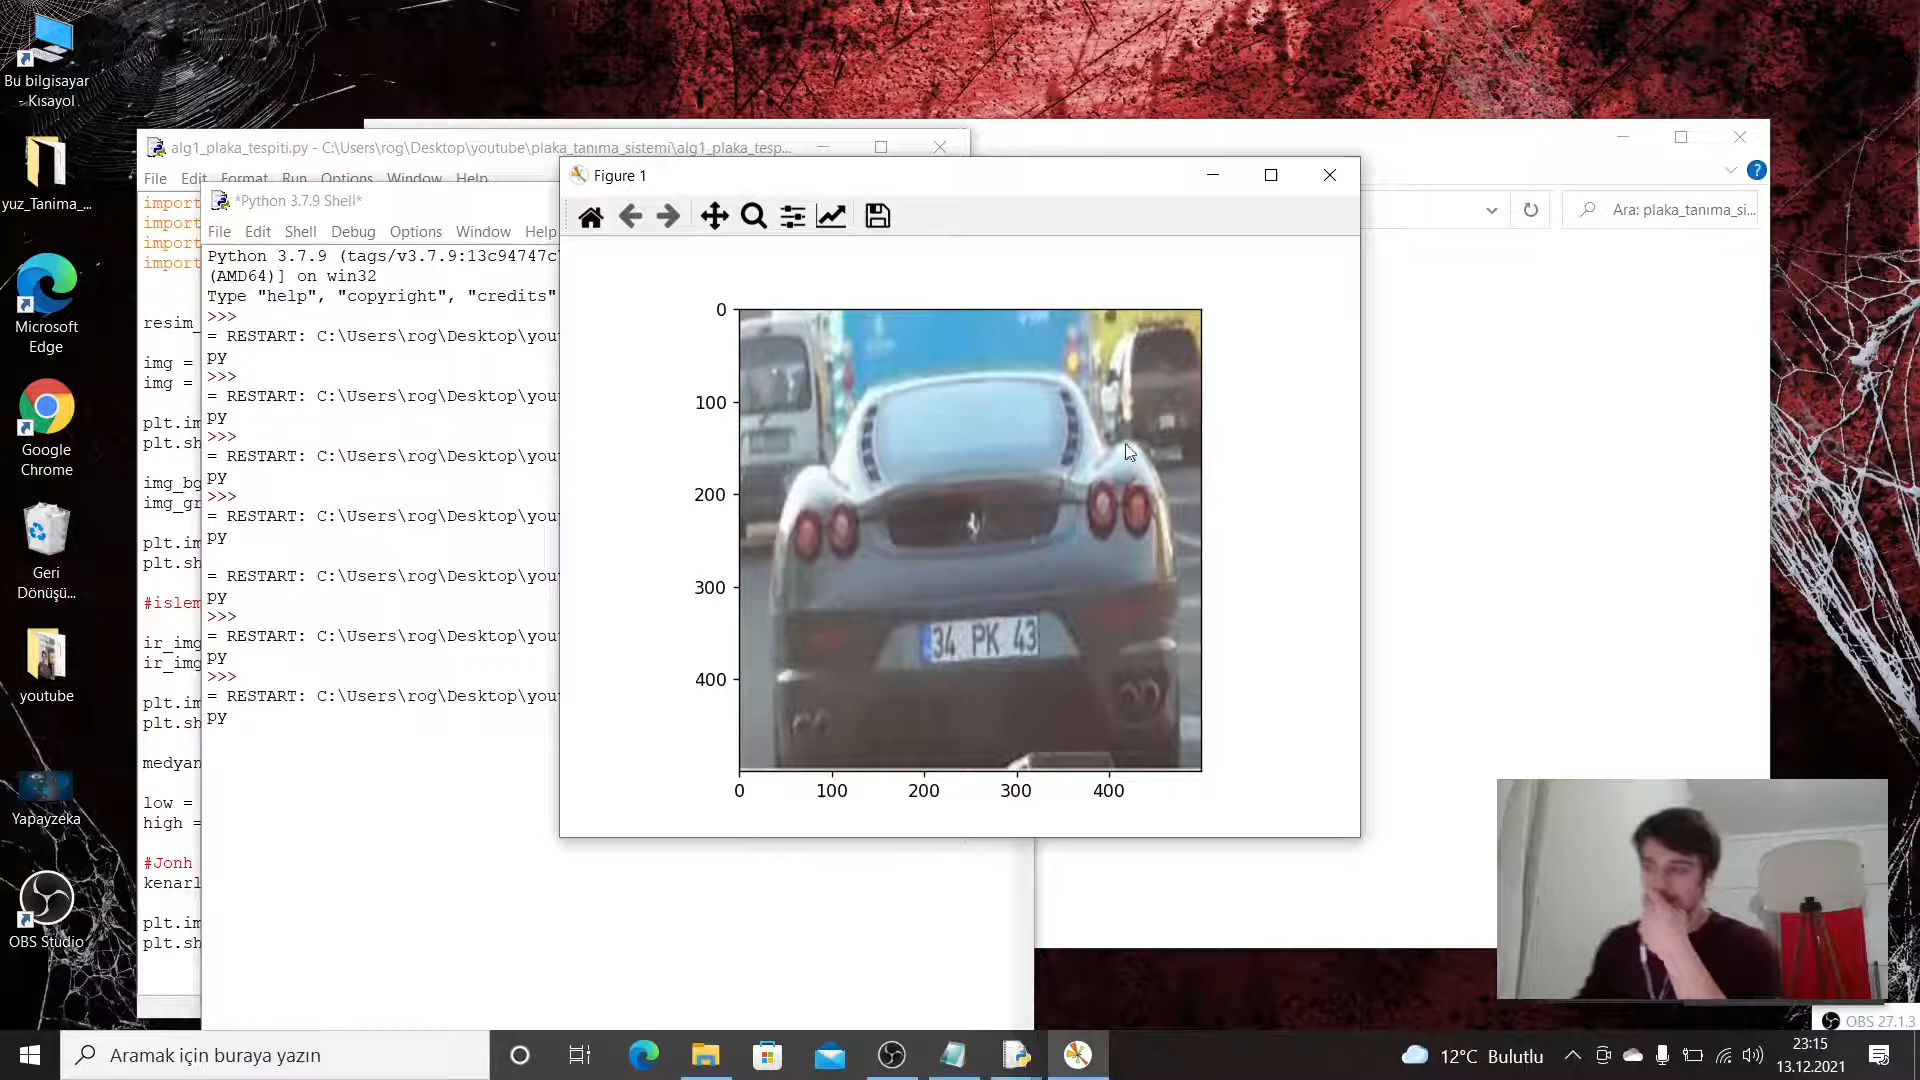 Bu bilgisayar
- Kısayol
yuz_Tanima_...
Microsoft
Edge
Google
Chrome
Geri
Dönüşü...
youtube
Yapayzeka
OBS Studio
alg1_plaka_tespiti.py - C:\Users\rog\Desktop\youtube\plaka_tanıma_sistemi\alg1_plaka_tesp...
File Edit Format Run Options Window Help
import
import
import
import
resim_
img =
img =
plt.im
plt.sh
img_bg
img_gr
plt.im
plt.sh
#islem
ir_img
ir_img
plt.im
plt.sh
medyan
low =
high =
#Jonh
kenarl
plt.im
plt.sh
*Python 3.7.9 Shell*
File Edit Shell Debug Options Window Help
Python 3.7.9 (tags/v3.7.9:13c94747c
(AMD64)] on win32
Type "help", "copyright", "credits"
>>>
= RESTART: C:\Users\rog\Desktop\you
py
>>>
= RESTART: C:\Users\rog\Desktop\you
py
>>>
= RESTART: C:\Users\rog\Desktop\you
py
>>>
= RESTART: C:\Users\rog\Desktop\you
py
= RESTART: C:\Users\rog\Desktop\you
py
>>>
= RESTART: C:\Users\rog\Desktop\you
py
>>>
= RESTART: C:\Users\rog\Desktop\you
py
Figure 1
0
100
200
300
400
34 PK 43
0 100 200 300 400
Ara: plaka_tanıma_si...
OBS 27.1.3
Aramak için buraya yazın
12°C Bulutlu
23:15
13.12.2021